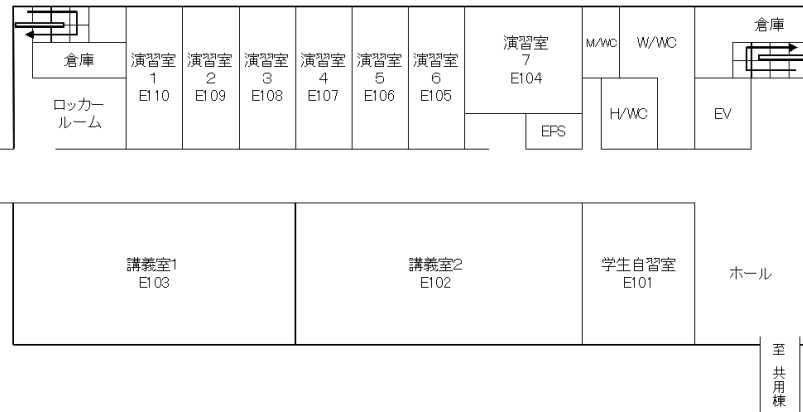 倉庫
ロッカー
ルーム
演習室
1
E110
演習室
2
E109
演習室
3
E108
演習室
4
E107
演習室
5
E106
演習室
6
E105
演習室
7
E104
EPS
M/WC
W/WC
H/WC
倉庫
EV
講義室1
E103
講義室2
E102
学生自習室
E101
ホール
至 共用棟